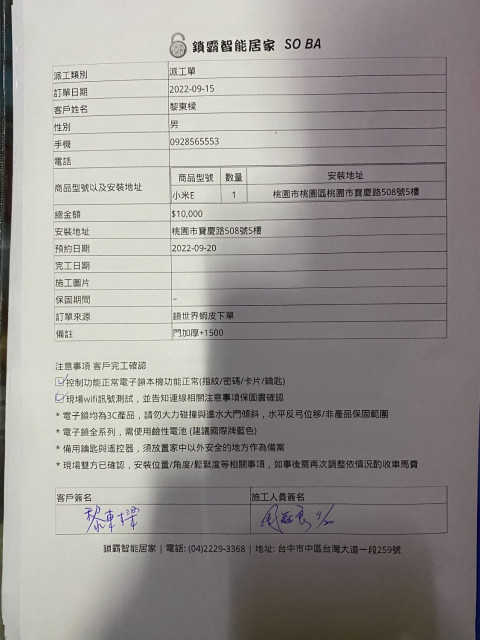 鎖霸智能居家 SO BA
派工類別 派工單
訂單日期 2022-09-15
客戶姓名 黎東樑
性別 男
手機 0928565553
電話
商品型號以及安裝地址
商品型號 數量 安裝地址
小米E 1 桃園市桃園區桃園市寶慶路508號5樓
總金額 $10,000
安裝地址 桃園市寶慶路508號5樓
預約日期 2022-09-20
完工日期
施工圖片
保固期間 ~
訂單來源 鎖世界蝦皮下單
備註 門加厚+1500
注意事項 客戶完工確認
控制功能正常電子鎖本機功能正常(指紋/密碼/卡片/鑰匙)
現場wifi訊號測試，並告知連線相關注意事項保固書確認
* 電子鎖均為3C產品，請勿大力碰撞與進水大門傾斜，水平反弓位移/非產品保固範圍
* 電子鎖全系列，需使用鹼性電池 (建議國際牌藍色)
* 備用鑰匙與遙控器，須放置家中以外安全的地方作為備案
* 現場雙方已確認，安裝位置/角度/鬆緊度等相關事項，如事後需再次調整依情況酌收車馬費
客戶簽名 施工人員簽名
黎東樑 9/20
鎖霸智能居家 | 電話: (04)2229-3368 | 地址: 台中市中區台灣大道一段259號